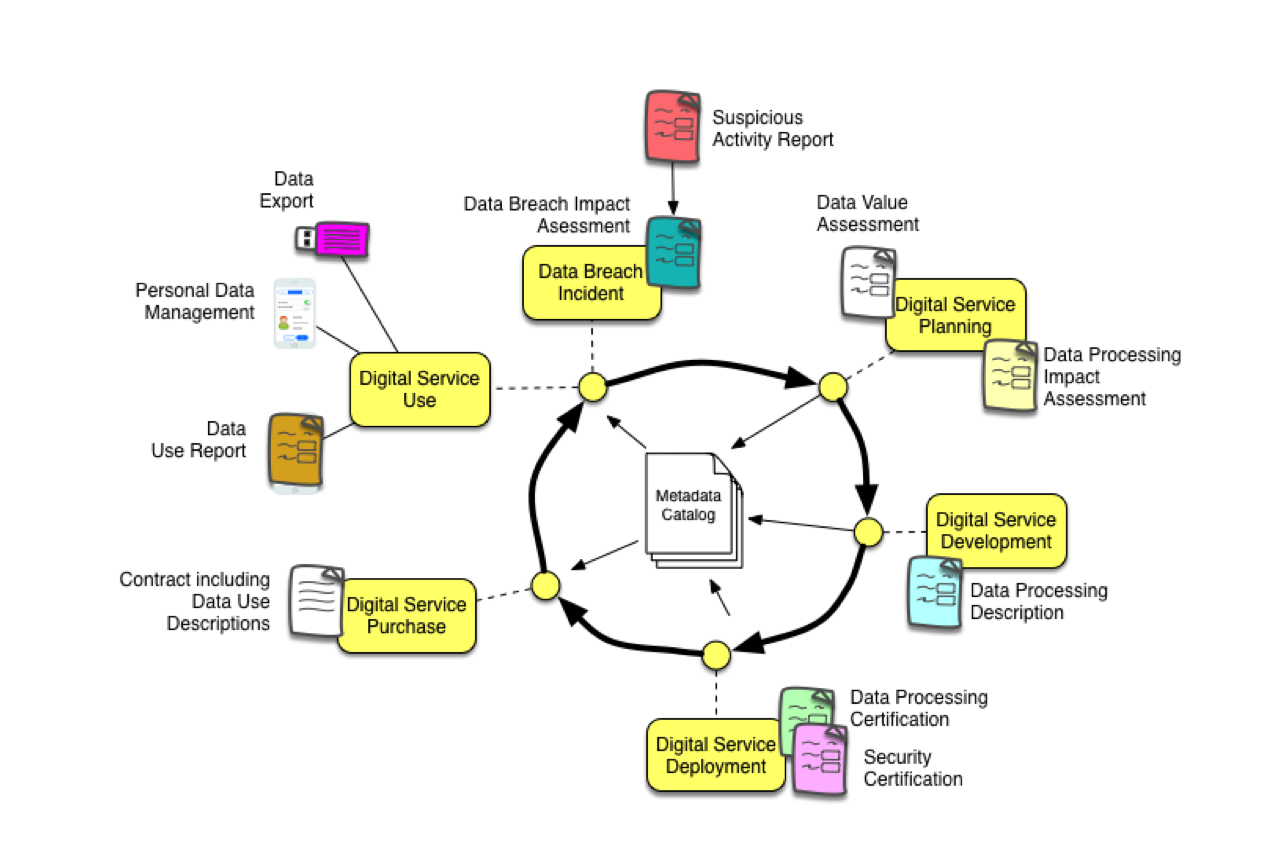 Suspicious
Activity Report
Data
Export
Data Breach Impact
Asessment
Data Value
Assessment
Data Breach
Incident
Digital Service
Planning
Personal Data
Management
Data Processing
Impact
Assessment
Digital Service
Use
Data
Use Report
Metadata
Catalog
Digital Service
Development
Contract including
Data Use
Descriptions
Digital Service
Purchase
Data Processing
Description
Digital Service
Deployment
Data Processing
Certification
Security
Certification